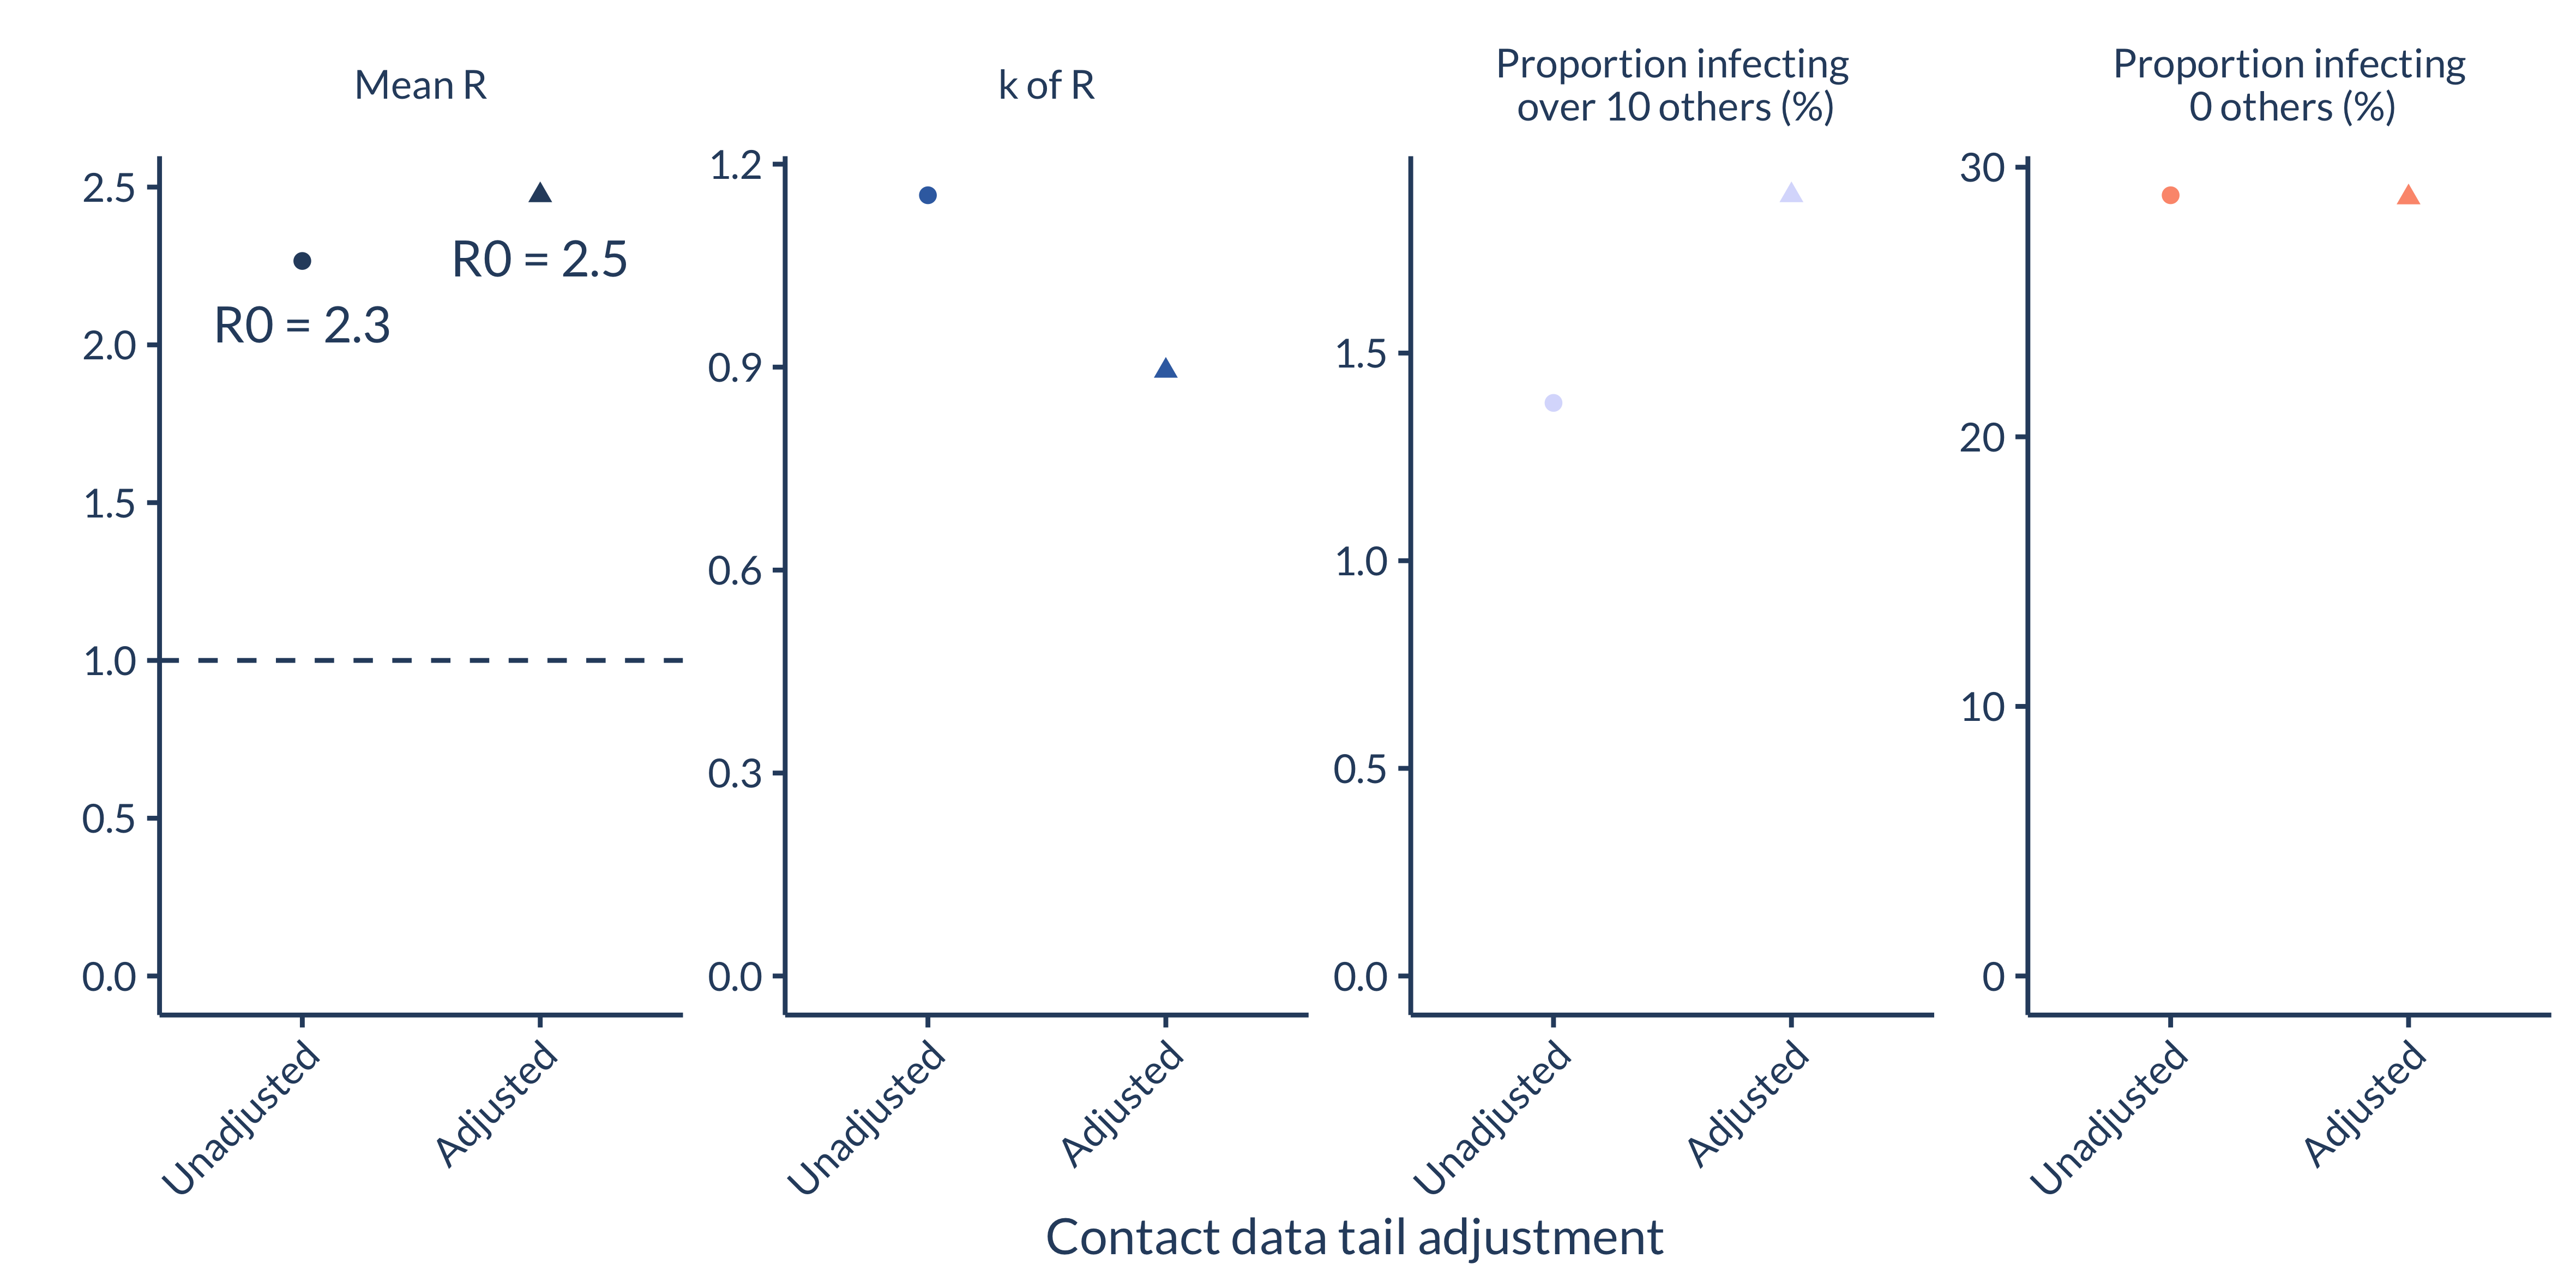 Mean R
k of R
Proportion infecting
over 10 others (%)
Proportion infecting
0 others (%)
2.5
2.0
1.5
1.0
0.5
0.0
R0 = 2.3
R0 = 2.5
Unadjusted
Adjusted
1.2
0.9
0.6
0.3
0.0
Unadjusted
Adjusted
1.5
1.0
0.5
0.0
Unadjusted
Adjusted
30
20
10
0
Unadjusted
Adjusted
Contact data tail adjustment